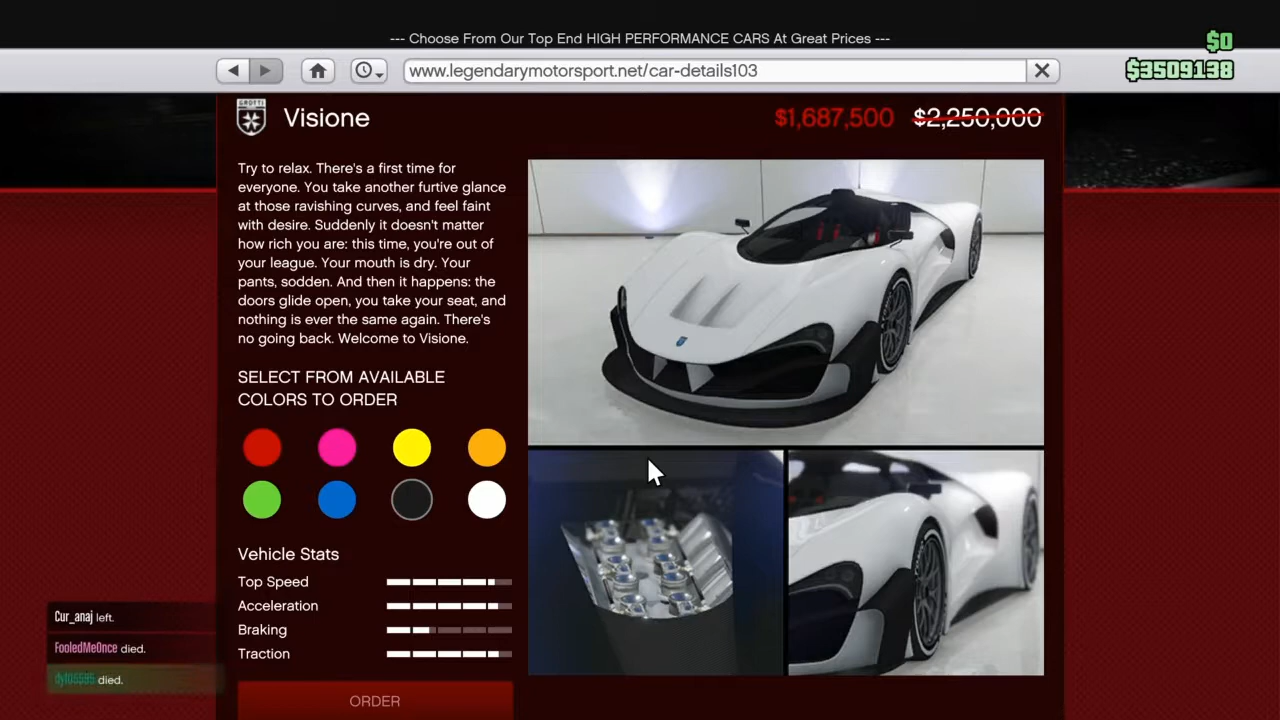 --- Choose From Our Top End HIGH PERFORMANCE CARS At Great Prices ---
$0
www.legendarymotorsport.net/car-details103
$3509138
GROTTI
Visione
$1,687,500 $2,250,000
Try to relax. There's a first time for
everyone. You take another furtive glance
at those ravishing curves, and feel faint
with desire. Suddenly it doesn't matter
how rich you are: this time, you're out of
your league. Your mouth is dry. Your
pants, sodden. And then it happens: the
doors glide open, you take your seat, and
nothing is ever the same again. There's
no going back. Welcome to Visione.
SELECT FROM AVAILABLE
COLORS TO ORDER
Vehicle Stats
Top Speed
Acceleration
Braking
Traction
ORDER
Cur_anaj left.
FooledMeOnce died.
died.